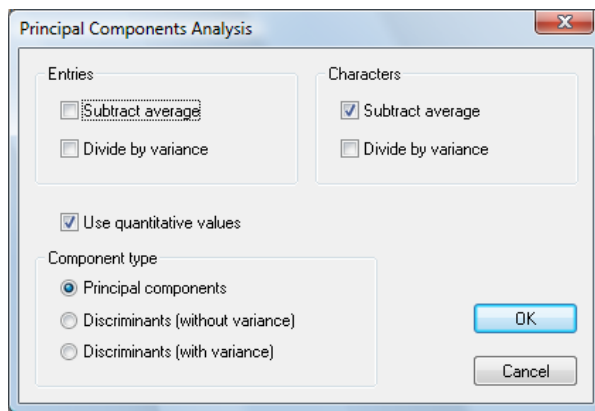 Principal Components Analysis
Entries
Subtract average
Divide by variance
Characters
Subtract average
Divide by variance
Use quantitative values
Component type
Principal components
Discriminants (without variance)
Discriminants (with variance)
OK
Cancel